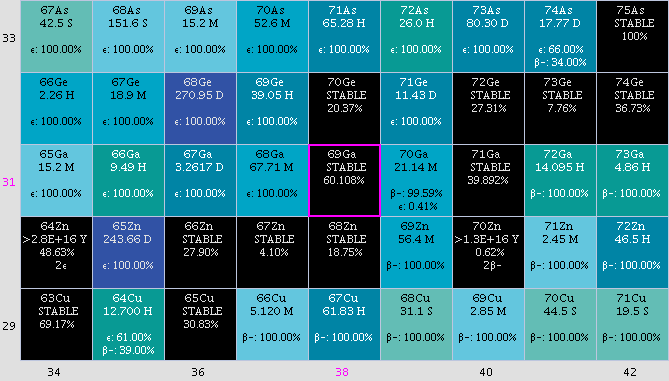 67As 68As 69As 70As 71As 72As 73As 74As 75As
42.5 S 151.6 S 15.2 M 52.6 M 65.28 H 26.0 H 80.30 D 17.77 D STABLE
33 100%
ϵ: 100.00% ϵ: 100.00% ϵ: 100.00% ϵ: 100.00% ϵ: 100.00% ϵ: 100.00% ϵ: 100.00% ϵ: 66.00%
β-: 34.00%
66Ge 67Ge 68Ge 69Ge 70Ge 71Ge 72Ge 73Ge 74Ge
2.26 H 18.9 M 270.95 D 39.05 H STABLE 11.43 D STABLE STABLE STABLE
20.37% 27.31% 7.76% 36.73%
ϵ: 100.00% ϵ: 100.00% ϵ: 100.00% ϵ: 100.00% ϵ: 100.00%
65Ga 66Ga 67Ga 68Ga 69Ga 70Ga 71Ga 72Ga 73Ga
15.2 M 9.49 H 3.2617 D 67.71 M STABLE 21.14 M STABLE 14.095 H 4.86 H
31 60.108% 39.892%
ϵ: 100.00% ϵ: 100.00% ϵ: 100.00% ϵ: 100.00% β-: 99.59% β-: 100.00% β-: 100.00%
ϵ: 0.41%
64Zn 65Zn 66Zn 67Zn 68Zn 69Zn 70Zn 71Zn 72Zn
>2.8E+16 Y 243.66 D STABLE STABLE STABLE 56.4 M >1.3E+16 Y 2.45 M 46.5 H
48.63% 27.90% 4.10% 18.75% 0.62%
2ϵ ϵ: 100.00% β-: 100.00% 2β- β-: 100.00% β-: 100.00%
63Cu 64Cu 65Cu 66Cu 67Cu 68Cu 69Cu 70Cu 71Cu
STABLE 12.700 H STABLE 5.120 M 61.83 H 31.1 S 2.85 M 44.5 S 19.5 S
29 69.17% 30.83%
ϵ: 61.00% β-: 100.00% β-: 100.00% β-: 100.00% β-: 100.00% β-: 100.00% β-: 100.00%
β-: 39.00%
34 36 38 40 42